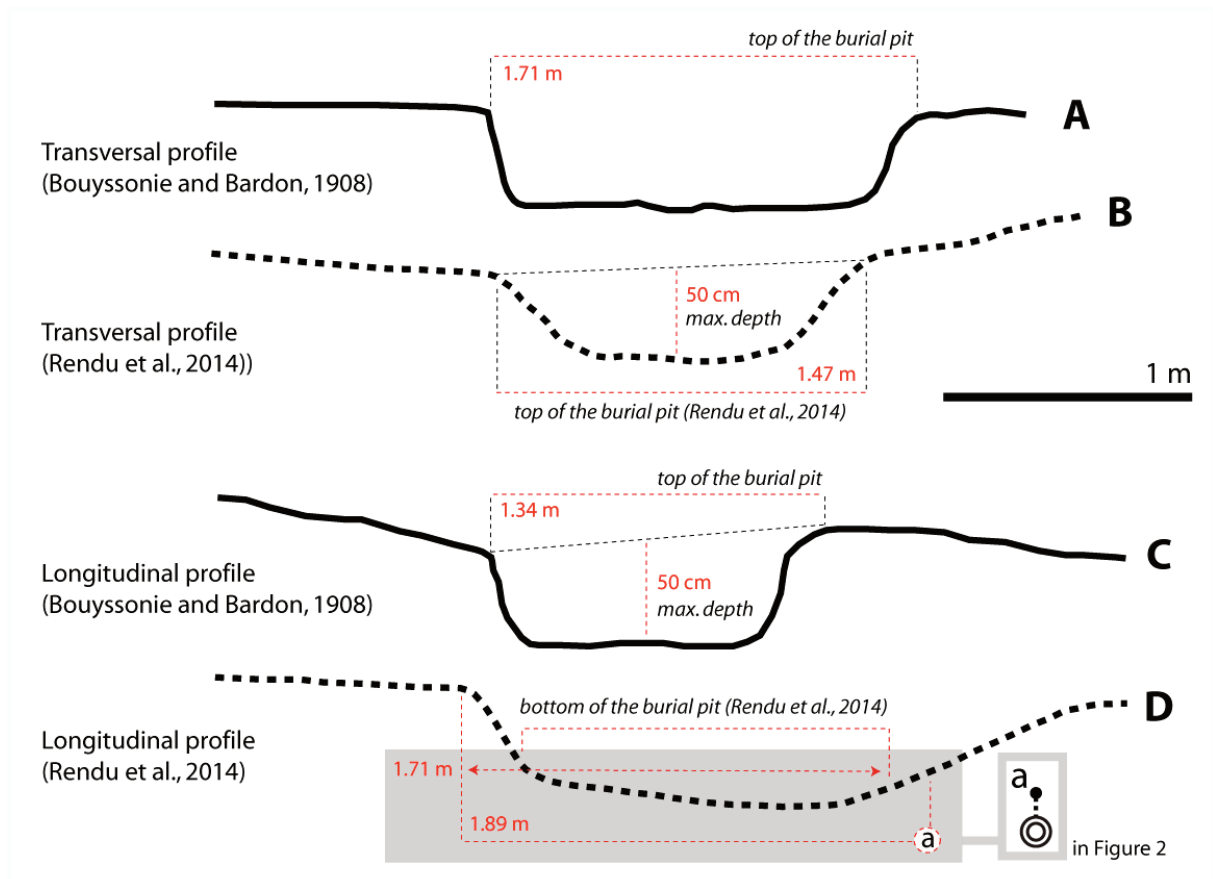 top of the burial pit
1.71 m
A
Transversal profile
(Bouyssonie and Bardon, 1908)
B
50 cm
max. depth
Transversal profile
(Rendu et al., 2014))
1.47 m
1 m
top of the burial pit (Rendu et al., 2014)
top of the burial pit
1.34 m
C
Longitudinal profile
(Bouyssonie and Bardon, 1908)
50 cm
max. depth
bottom of the burial pit (Rendu et al., 2014)
D
Longitudinal profile
(Rendu et al., 2014)
1.71 m
a
1.89 m
a
in Figure 2